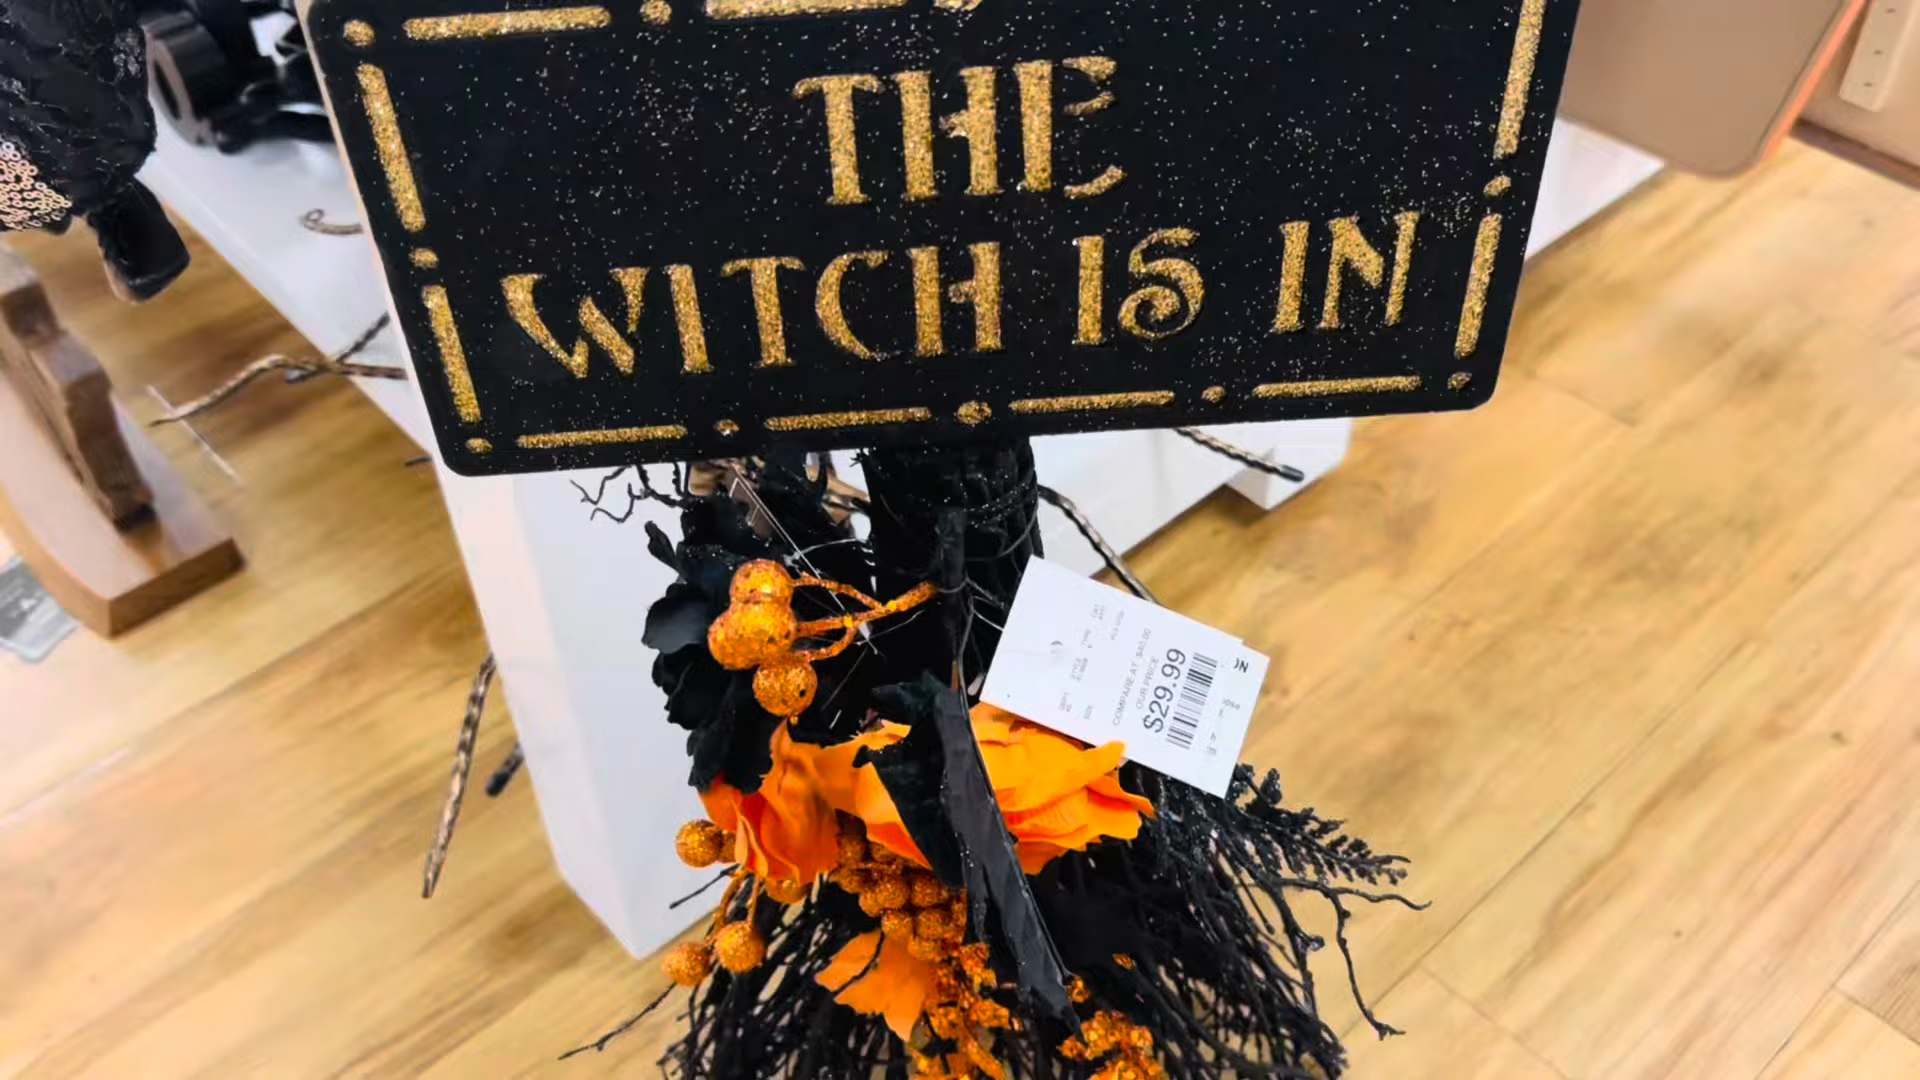 THE
WITCH IS IN
COMPARE AT $40.00
OUR PRICE
$29.99